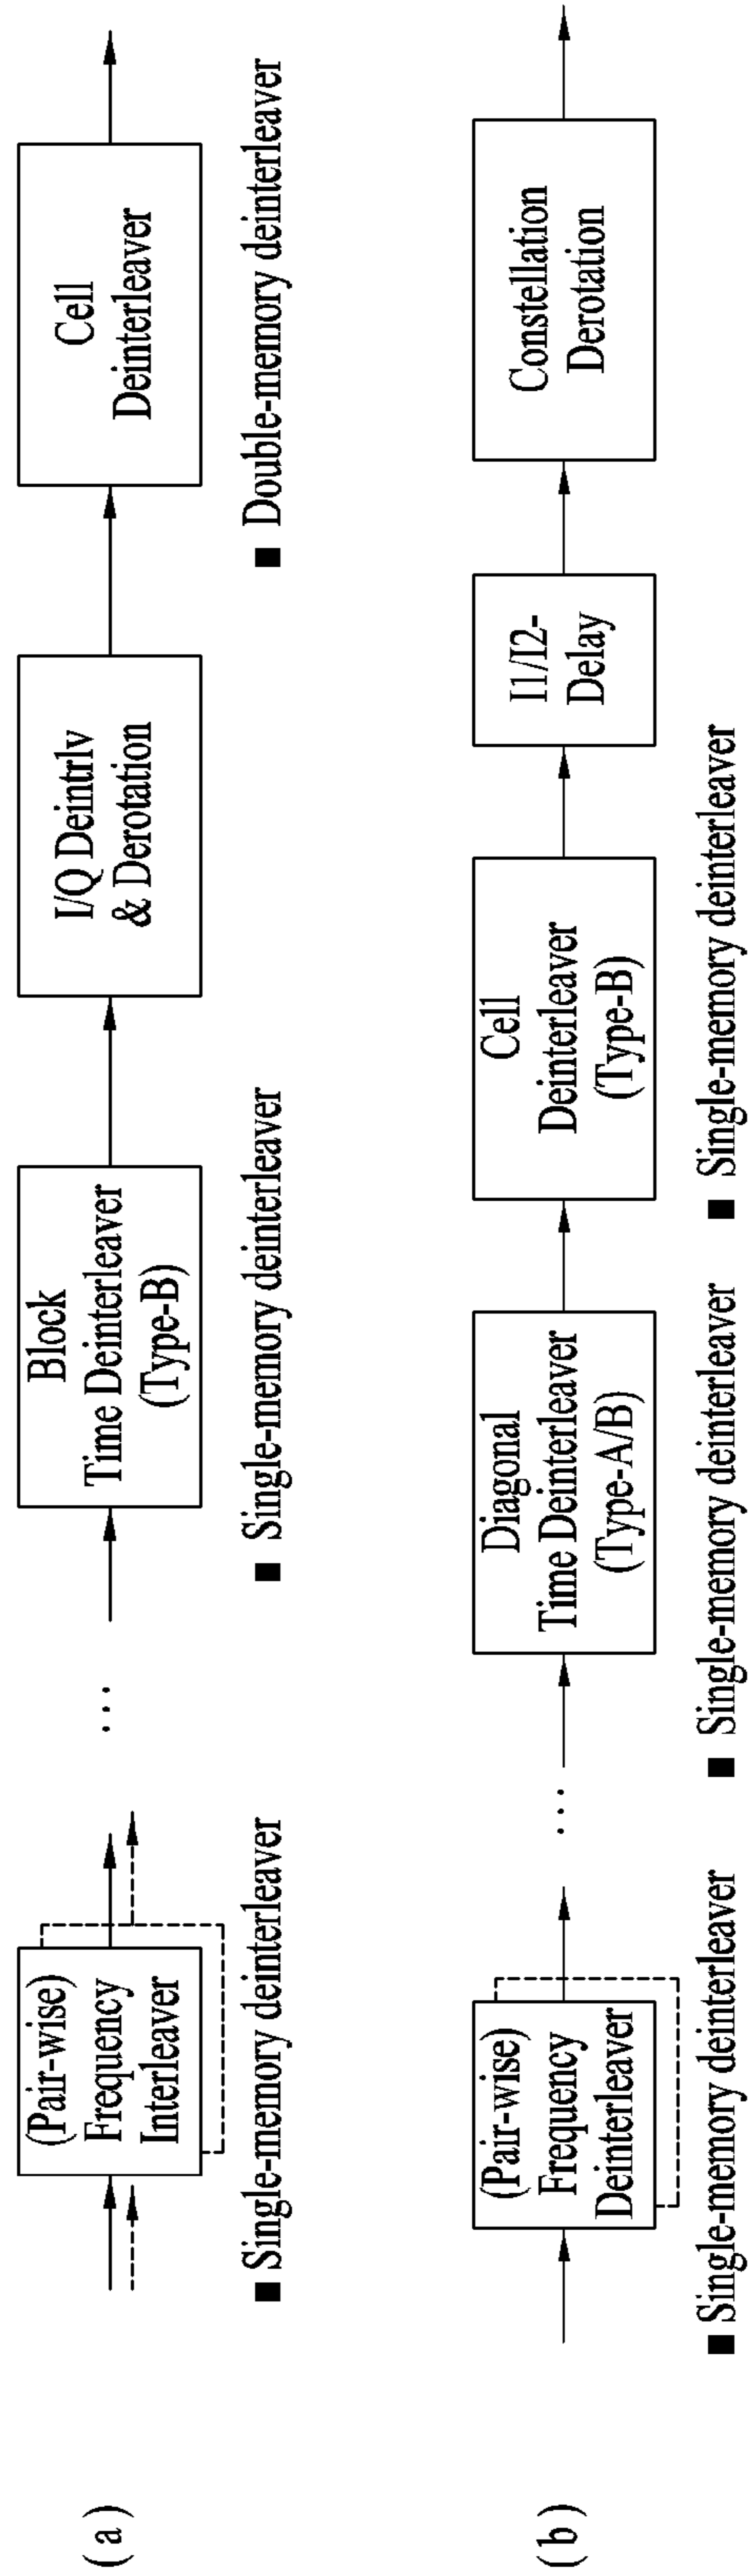 (a)
(Pair-wise)
Frequency
Interleaver
■ Single-memory deinterleaver
...
Block
Time Deinterleaver
(Type-B)
■ Single-memory deinterleaver
I/Q Deintrlv
& Derotation
Cell
Deinterleaver
■ Double-memory deinterleaver
(b)
(Pair-wise)
Frequency
Deinterleaver
■ Single-memory deinterleaver
...
Diagonal
Time Deinterleaver
(Type-A/B)
■ Single-memory deinterleaver
Cell
Deinterleaver
(Type-B)
■ Single-memory deinterleaver
I1/I2-
Delay
Constellation
Derotation